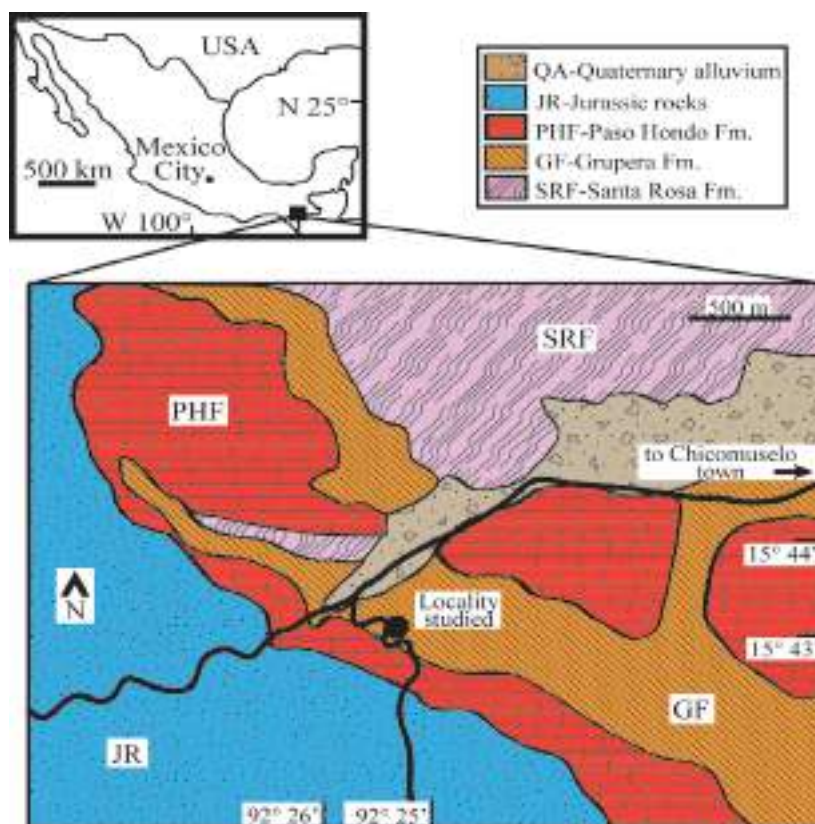 USA
N 25°
Mexico
City
500 km
W 100°
QA-Quaternary alluvium
JR-Jurassic rocks
PHF-Paso Hondo Fm.
GF-Grupera Fm.
SRF-Santa Rosa Fm.
500 m
SRF
PHF
to Chicomuselo
town
15° 44'
N
Locality
studied
15° 43'
GF
JR
92° 26' 92° 25'